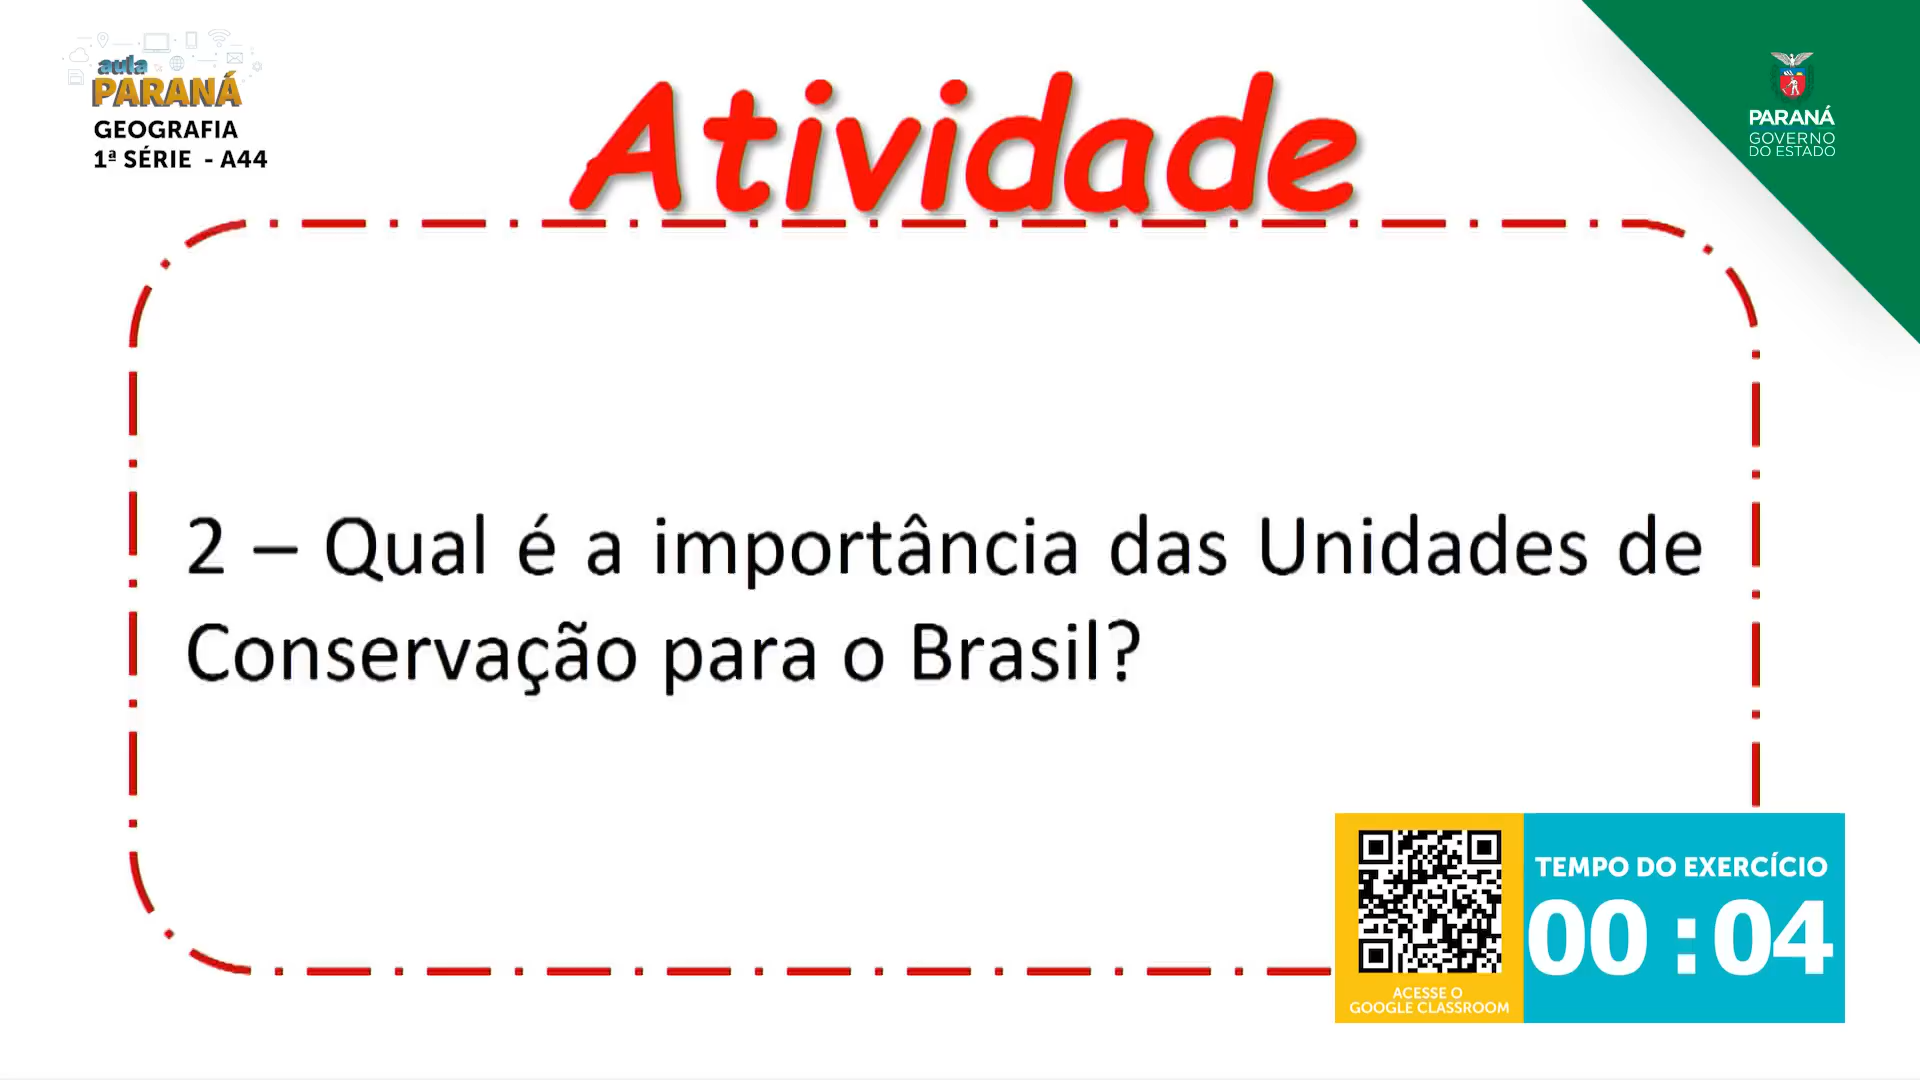 aula
PARANÁ
GEOGRAFIA
1ª SÉRIE - A44
Atividade
PARANÁ
GOVERNO
DO ESTADO
2 – Qual é a importância das Unidades de
Conservação para o Brasil?
ACESSE O
GOOGLE CLASSROOM
TEMPO DO EXERCÍCIO
00 : 04